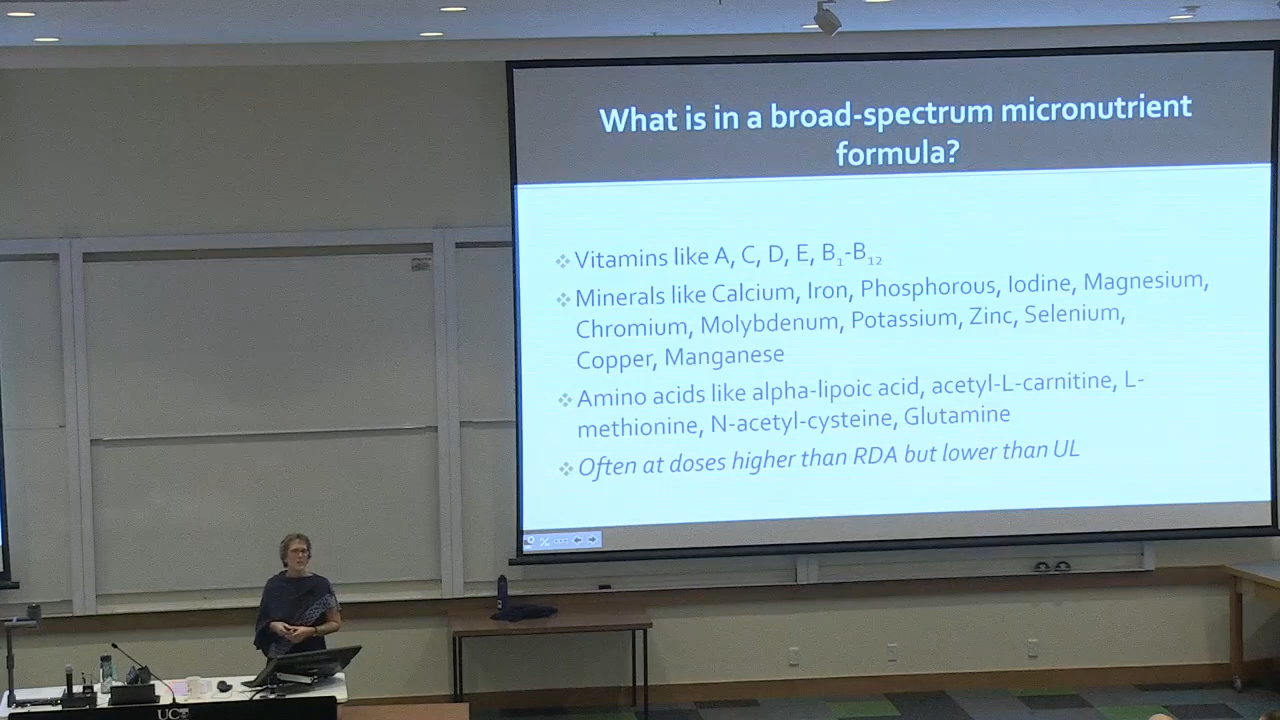 What is in a broad-spectrum micronutrient
formula?
Vitamins like A, C, D, E, B₁-B₁₂
Minerals like Calcium, Iron, Phosphorous, Iodine, Magnesium,
Chromium, Molybdenum, Potassium, Zinc, Selenium,
Copper, Manganese
Amino acids like alpha-lipoic acid, acetyl-L-carnitine, L-
methionine, N-acetyl-cysteine, Glutamine
Often at doses higher than RDA but lower than UL
UC